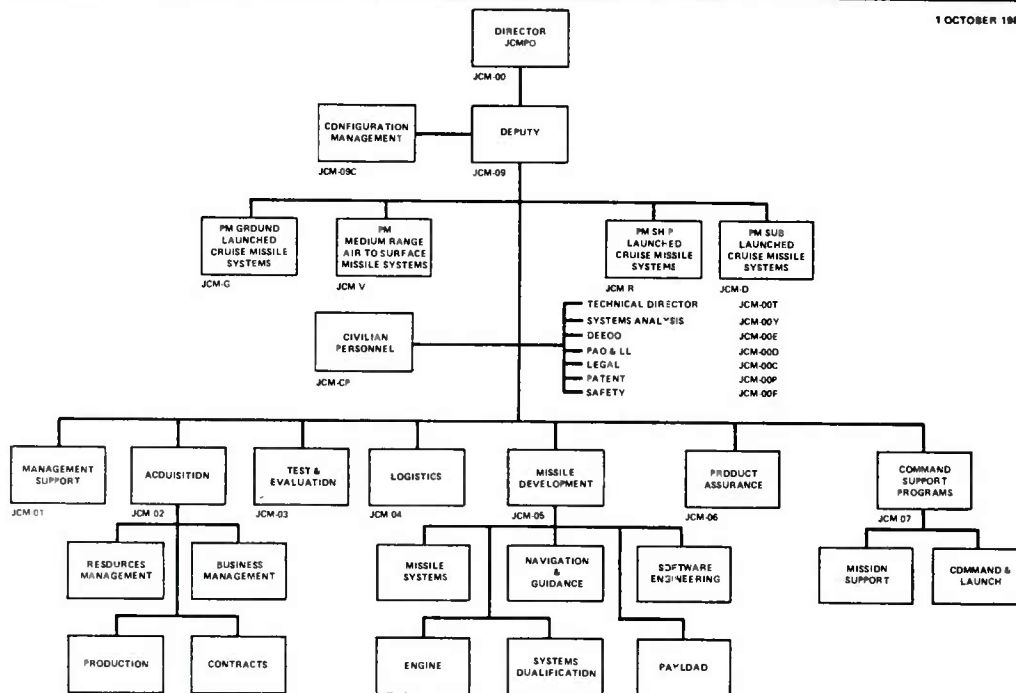 1 OCTOBER 198
DIRECTOR
JCMPO
JCM-00
CONFIGURATION
MANAGEMENT
JCM-09C
DEPUTY
JCM-09
PM GROUND
LAUNCHED
CRUISE MISSILE
SYSTEMS
JCM-G
PM
MEDIUM RANGE
AIR TO SURFACE
MISSILE SYSTEMS
JCM V
PM SHIP
LAUNCHED
CRUISE MISSILE
SYSTEMS
JCM R
PM SUB
LAUNCHED
CRUISE MISSILE
SYSTEMS
JCM-D
CIVILIAN
PERSONNEL
JCM-CP
TECHNICAL DIRECTOR JCM-00T
SYSTEMS ANALYSIS JCM-00Y
DEEOO JCM-00E
PAO & LL JCM-00D
LEGAL JCM-00C
PATENT JCM-00P
SAFETY JCM-00F
MANAGEMENT
SUPPORT
JCM-01
ACQUISITION
JCM-02
TEST &
EVALUATION
JCM-03
LOGISTICS
JCM-04
MISSILE
DEVELOPMENT
JCM-05
PRODUCT
ASSURANCE
JCM-06
COMMAND
SUPPORT
PROGRAMS
JCM 07
RESOURCES
MANAGEMENT
BUSINESS
MANAGEMENT
MISSILE
SYSTEMS
NAVIGATION
&
GUIDANCE
SOFTWARE
ENGINEERING
MISSION
SUPPORT
COMMAND &
LAUNCH
PRODUCTION
CONTRACTS
ENGINE
SYSTEMS
QUALIFICATION
PAYLOAD